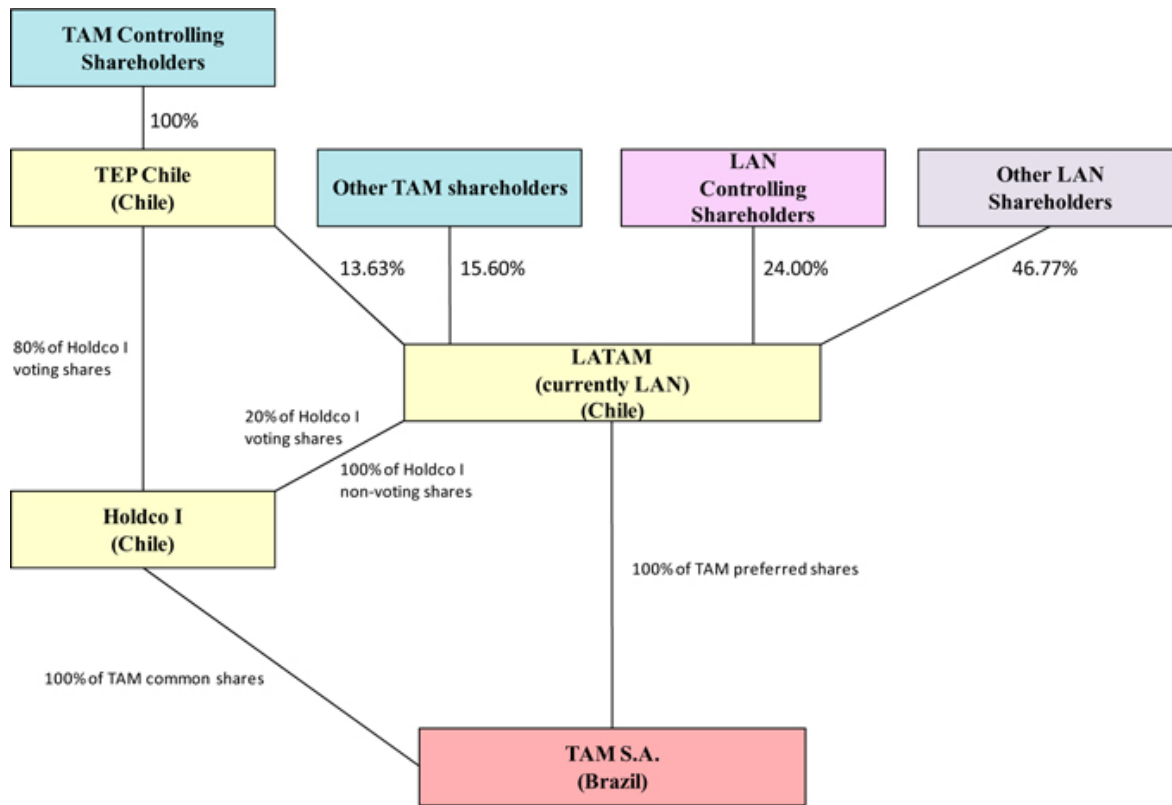 TAM Controlling
Shareholders
100%
TEP Chile
(Chile)
Other TAM shareholders
LAN
Controlling
Shareholders
Other LAN
Shareholders
13.63%
15.60%
24.00%
46.77%
80% of Holdco I
voting shares
LATAM
(currently LAN)
(Chile)
20% of Holdco I
voting shares
100% of Holdco I
non-voting shares
Holdco I
(Chile)
100% of TAM preferred shares
100% of TAM common shares
TAM S.A.
(Brazil)